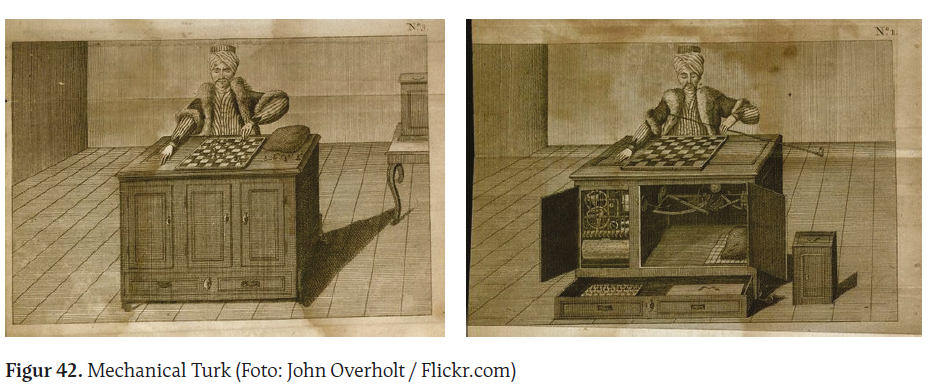 N.º 3.
N.º 1.
Figur 42. Mechanical Turk (Foto: John Overholt / Flickr.com)